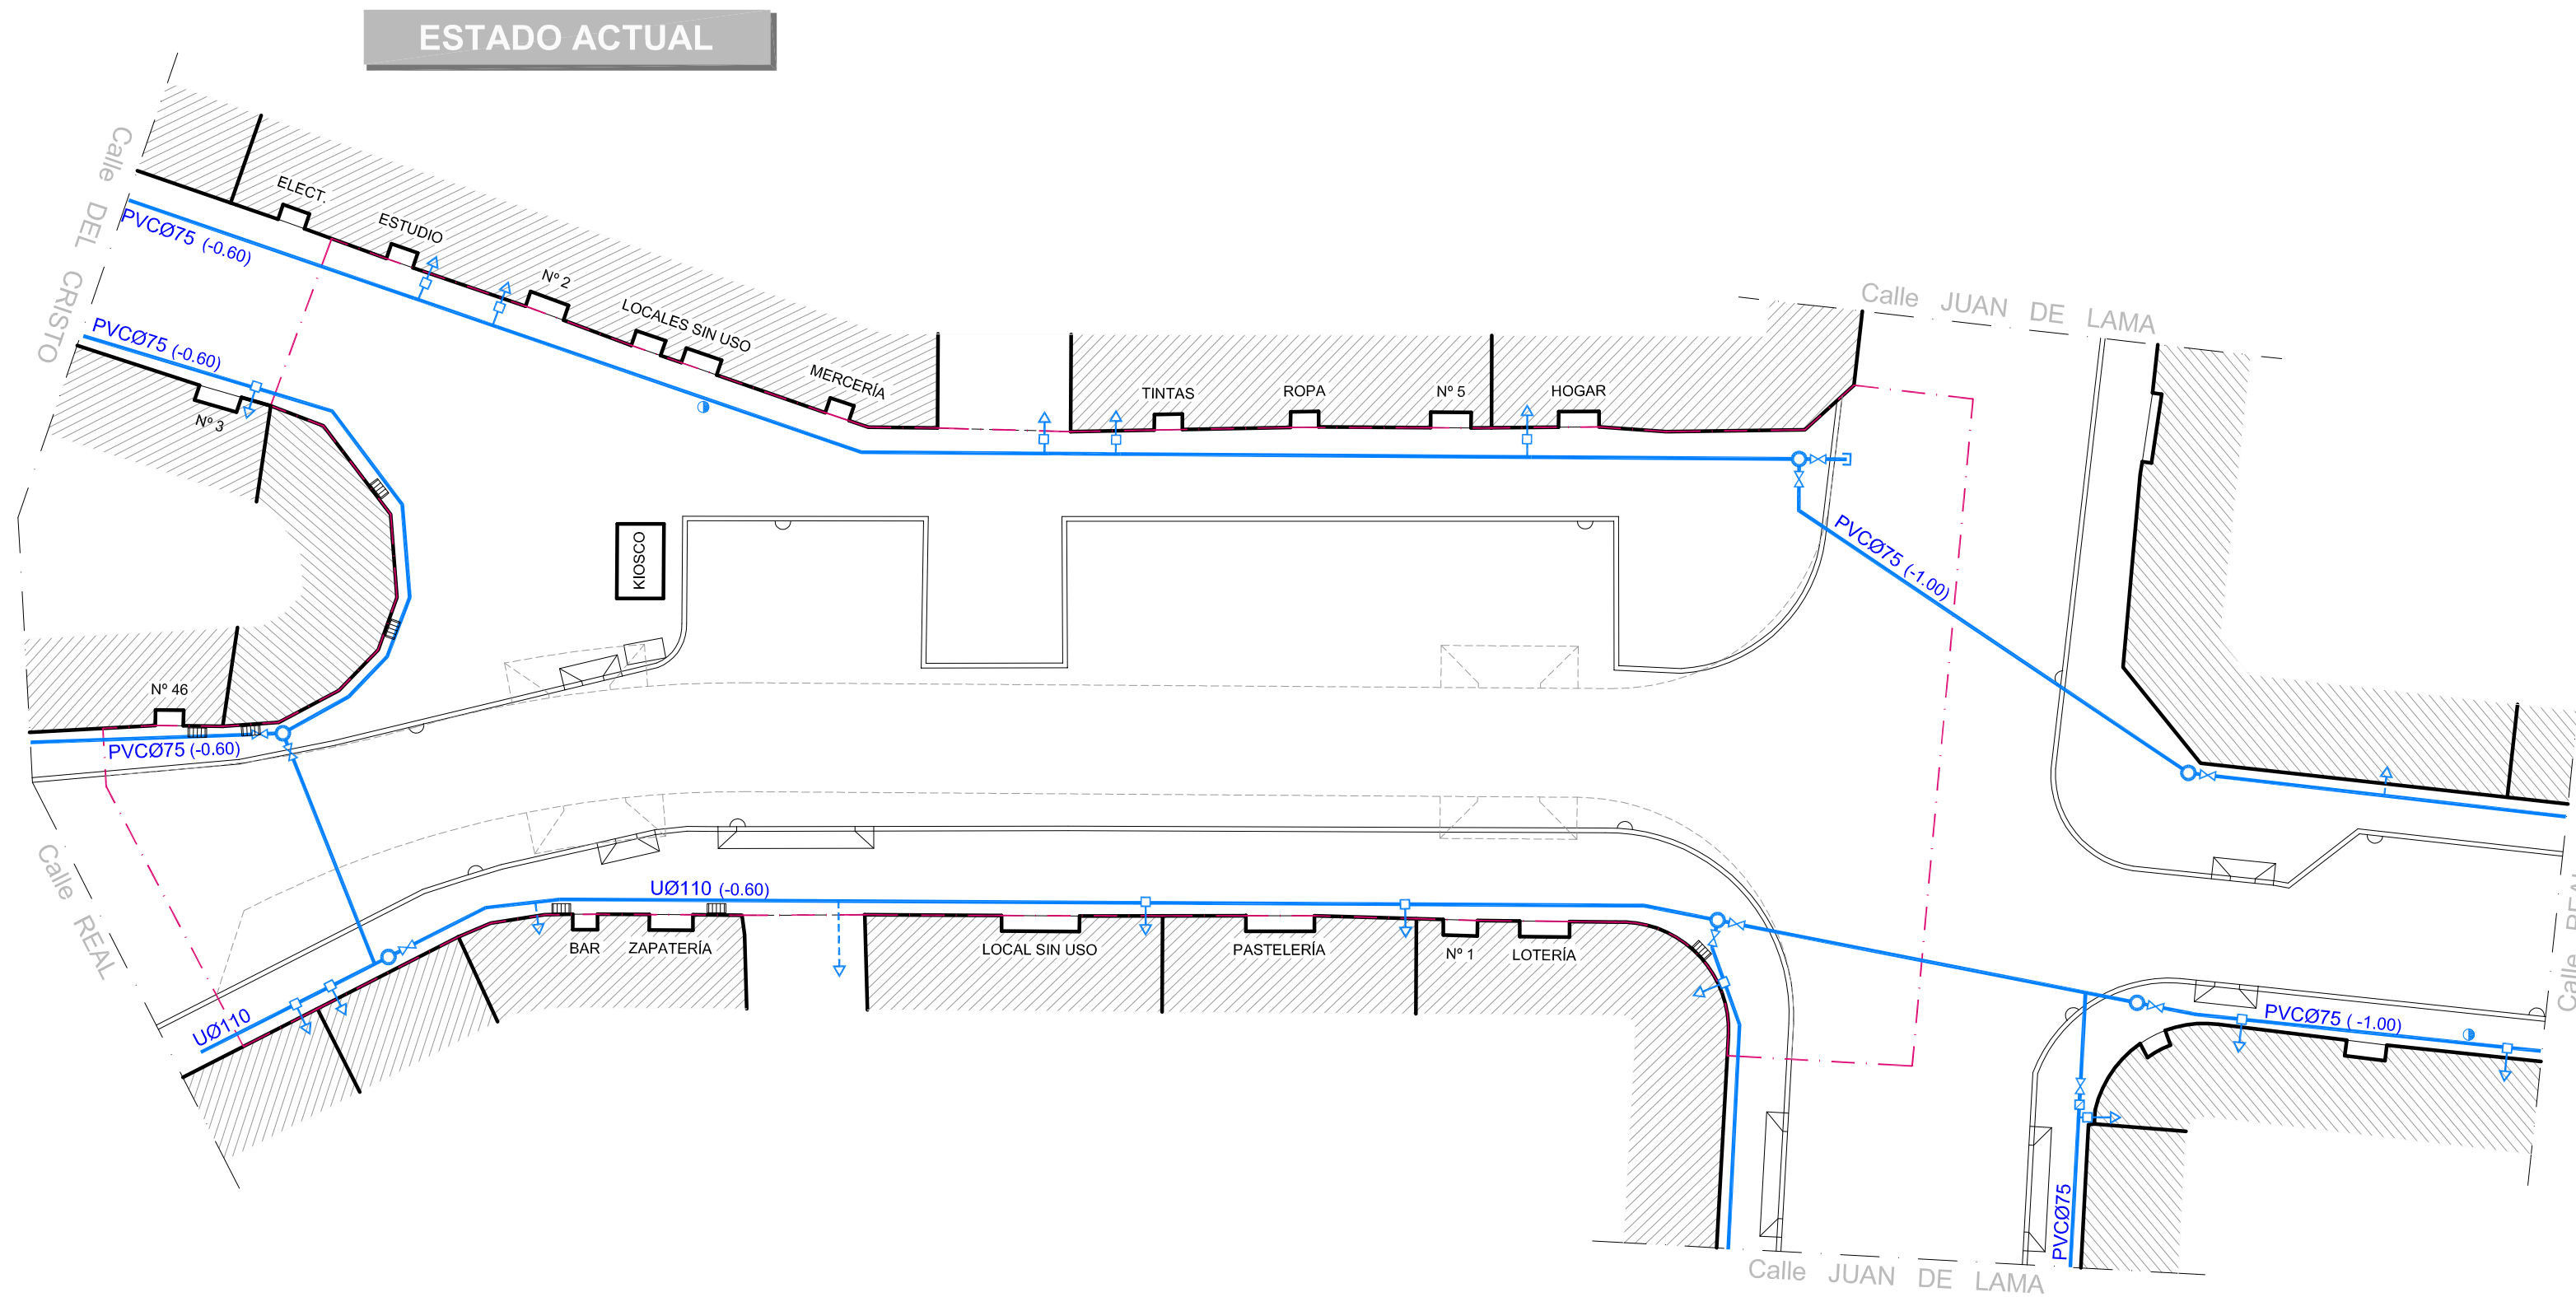 ESTADO ACTUAL
Calle DEL CRISTO
ELECT.
ESTUDIO
PVCØ75 (-0.60)
Nº 2
LOCALES SIN USO
MERCERÍA
PVCØ75 (-0.60)
Nº 3
TINTAS
ROPA
Nº 5
HOGAR
Calle JUAN DE LAMA
KIOSCO
PVCØ75 (-1.00)
Nº 46
PVCØ75 (-0.60)
Calle REAL
UØ110 (-0.60)
BAR
ZAPATERÍA
LOCAL SIN USO
PASTELERÍA
Nº 1
LOTERÍA
UØ110
PVCØ75 ( -1.00)
Calle REAL
PVCØ75
Calle JUAN DE LAMA